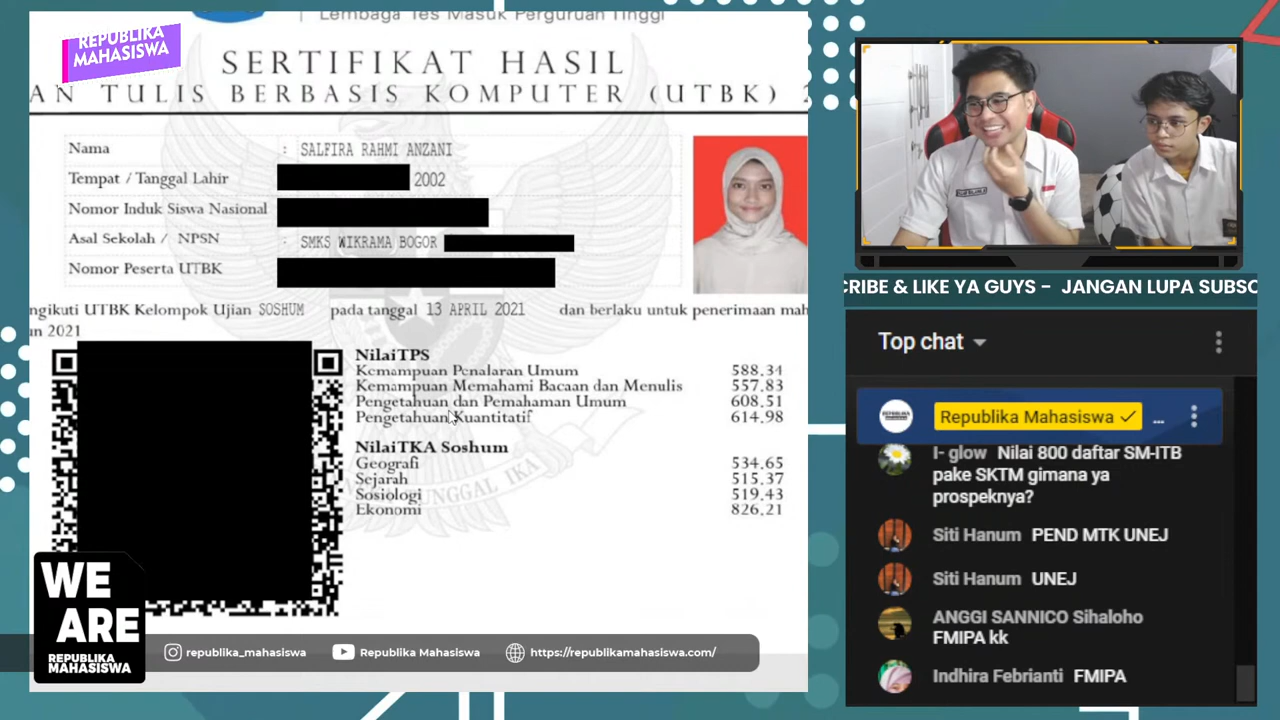 Lembaga Tes Masuk Perguruan Tinggi
REPUBLIKA
MAHASISWA
SERTIFIKAT HASIL
AN TULIS BERBASIS KOMPUTER (UTBK) 2
Nama : SALFIRA RAHMI ANZANI
Tempat / Tanggal Lahir 2002
Nomor Induk Siswa Nasional
Asal Sekolah / NPSN : SMKS WIKRAMA BOGOR
Nomor Peserta UTBK
ngikuti UTBK Kelompok Ujian SOSHUM pada tanggal 13 APRIL 2021 dan berlaku untuk penerimaan mah
un 2021
NilaiTPS
Kemampuan Penalaran Umum 588,34
Kemampuan Memahami Bacaan dan Menulis 557,83
Pengetahuan dan Pemahaman Umum 608,51
Pengetahuan Kuantitatif 614,98
NilaiTKA Soshum
Geografi 534,65
Sejarah 515,37
Sosiologi 519,43
Ekonomi 826,21
WE
ARE
REPUBLIKA
MAHASISWA
republika_mahasiswa Republika Mahasiswa https://republikamahasiswa.com/
CRIBE & LIKE YA GUYS - JANGAN LUPA SUBSC
Top chat
Republika Mahasiswa ...
I- glow Nilai 800 daftar SM-ITB
pake SKTM gimana ya
prospeknya?
Siti Hanum PEND MTK UNEJ
Siti Hanum UNEJ
ANGGI SANNICO Sihaloho
FMIPA kk
Indhira Febrianti FMIPA